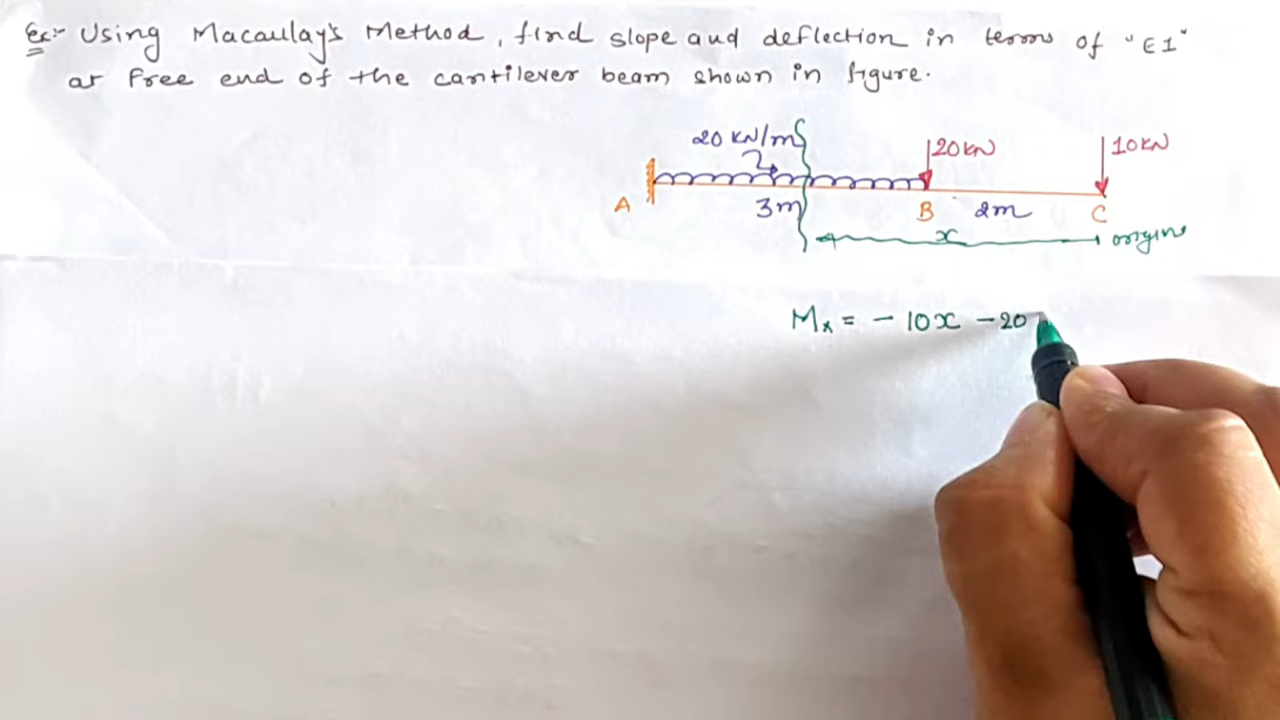 Ex:- Using Macaulay's Method, find slope and deflection in terms of "EI"
at free end of the cantilever beam shown in figure.
20 KN/m
20 KN
10 KN
A
3m
B
2m
C
x
origin
Mx = - 10x - 20